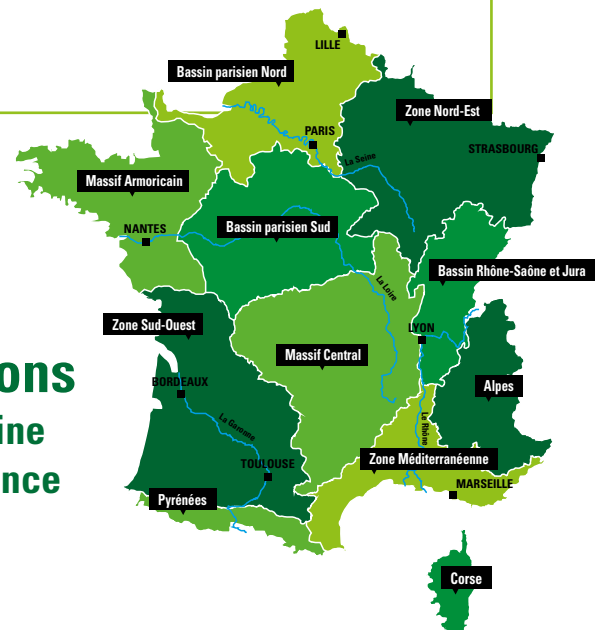 LILLE
Bassin parisien Nord
Zone Nord-Est
PARIS
STRASBOURG
La Seine
Massif Armoricain
NANTES
Bassin parisien Sud
Bassin Rhône-Saône et Jura
La Loire
Zone Sud-Ouest
LYON
Massif Central
ons
BORDEAUX
Alpes
La Garonne
Le Rhône
ine
TOULOUSE
Zone Méditerranéenne
nce
MARSEILLE
Pyrénées
Corse